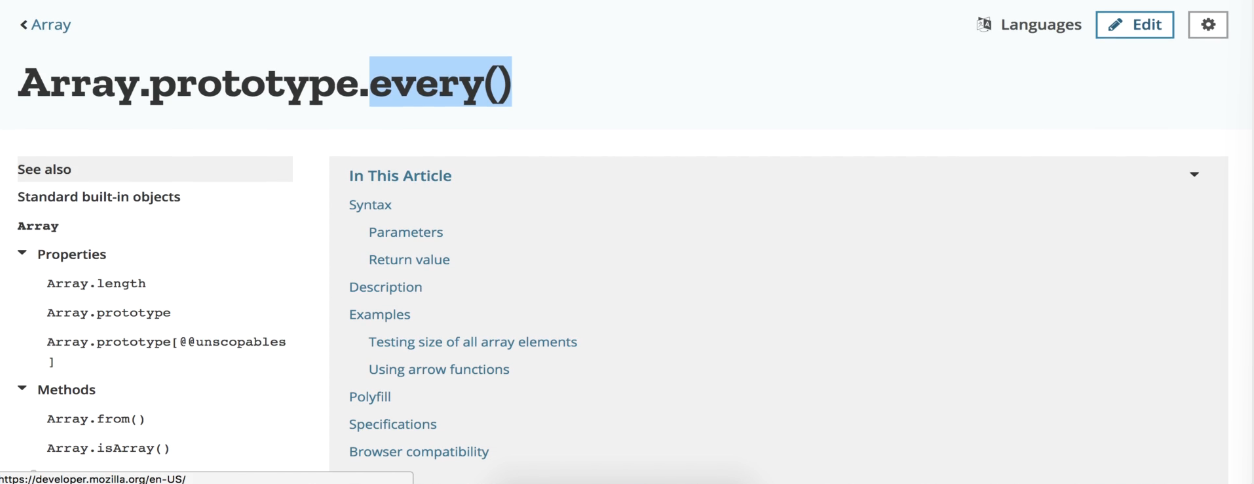 Array
Languages
Edit
Array.prototype.every()
See also
Standard built-in objects
Array
Properties
Array.length
Array.prototype
Array.prototype[@@unscopables
]
Methods
Array.from()
Array.isArray()
In This Article
Syntax
Parameters
Return value
Description
Examples
Testing size of all array elements
Using arrow functions
Polyfill
Specifications
Browser compatibility
https://developer.mozilla.org/en-US/